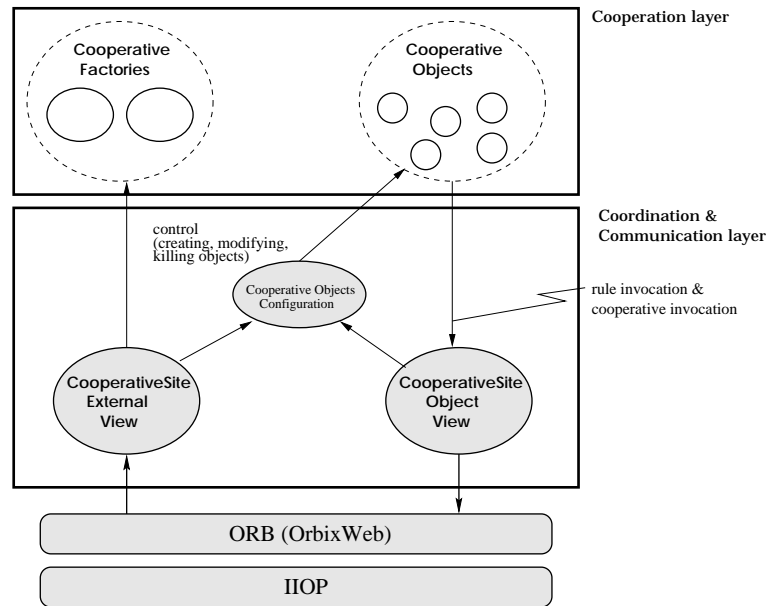 Cooperation layer
Cooperative
Factories
Cooperative
Objects
Coordination &
Communication layer
control
(creating, modifying,
killing objects)
Cooperative Objects
Configuration
rule invocation &
cooperative invocation
CooperativeSite
External
View
CooperativeSite
Object
View
ORB (OrbixWeb)
IIOP